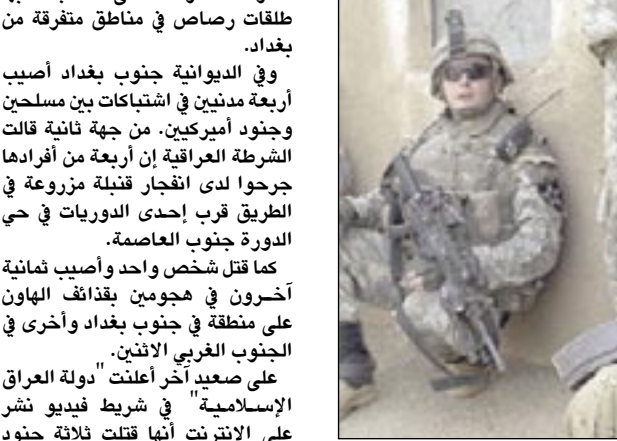 طلقات رصاص في مناطق متفرقة من
بغداد.
وفي الديوانية جنوب بغداد أصيب
أربعة مدنيين في اشتباكات بين مسلحين
وجنود أميركيين. من جهة ثانية قالت
الشرطة العراقية إن أربعة من أفرادها
جرحوا لدى انفجار قنبلة مزروعة في
الطريق قرب إحدى الدوريات في حي
الدورة جنوب العاصمة.
كما قتل شخص واحد وأصيب ثمانية
آخرون في هجومين بقذائف الهاون
على منطقة في جنوب بغداد وأخرى في
الجنوب الغربي الاثنين.
على صعيد آخر أعلنت "دولة العراق
الإسلامية" في شريط فيديو نشر
على الإنترنت أنها قتلت ثلاثة جنود